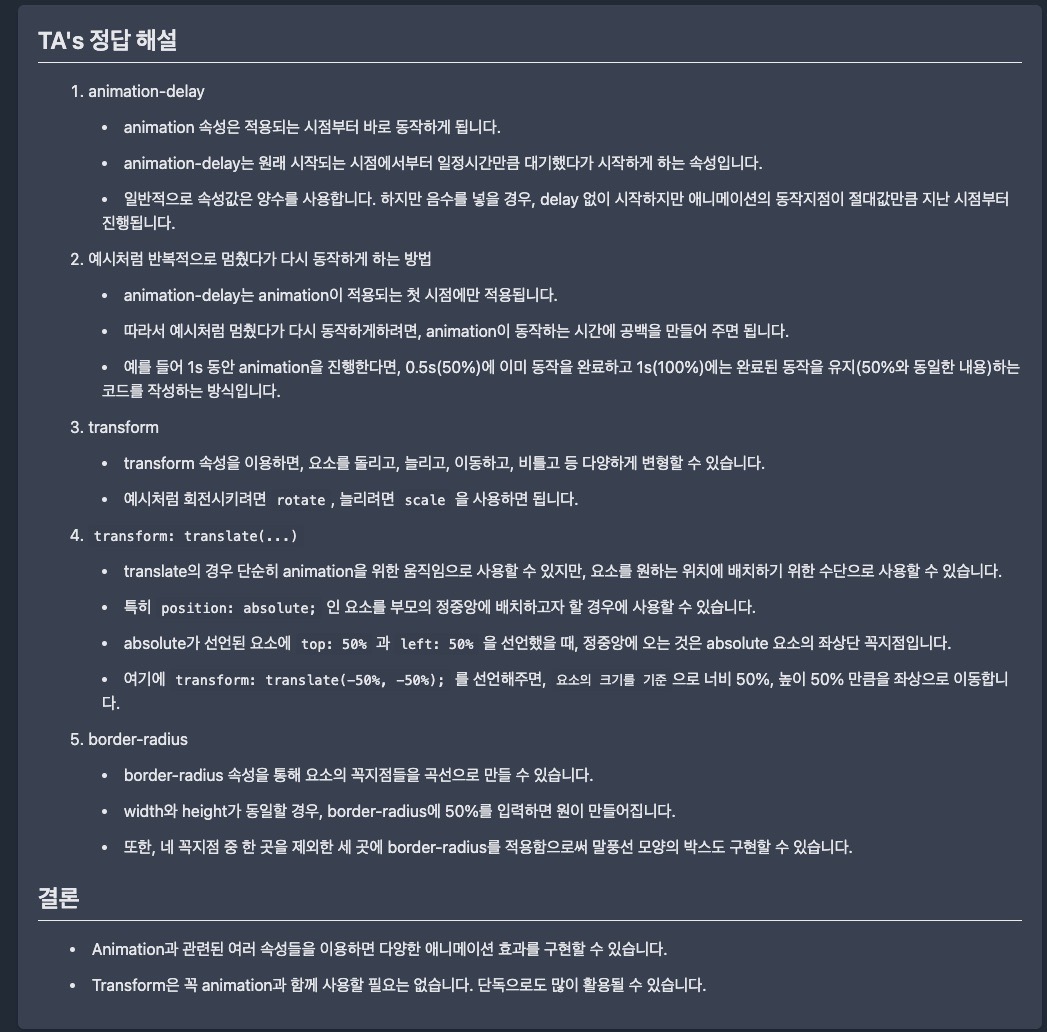 TA's 정답 해설
1. animation-delay
• animation 속성은 적용되는 시점부터 바로 동작하게 됩니다.
• animation-delay는 원래 시작되는 시점에서부터 일정시간만큼 대기했다가 시작하게 하는 속성입니다.
• 일반적으로 속성값은 양수를 사용합니다. 하지만 음수를 넣을 경우, delay 없이 시작하지만 애니메이션의 동작지점이 절대값만큼 지난 시점부터
진행됩니다.
2. 예시처럼 반복적으로 멈췄다가 다시 동작하게 하는 방법
• animation-delay는 animation이 적용되는 첫 시점에만 적용됩니다.
• 따라서 예시처럼 멈췄다가 다시 동작하게하려면, animation이 동작하는 시간에 공백을 만들어 주면 됩니다.
• 예를 들어 1s 동안 animation을 진행한다면, 0.5s(50%)에 이미 동작을 완료하고 1s(100%)에는 완료된 동작을 유지(50%와 동일한 내용)하는
코드를 작성하는 방식입니다.
3. transform
• transform 속성을 이용하면, 요소를 돌리고, 늘리고, 이동하고, 비틀고 등 다양하게 변형할 수 있습니다.
• 예시처럼 회전시키려면 rotate , 늘리려면 scale 을 사용하면 됩니다.
4. transform: translate(...)
• translate의 경우 단순히 animation을 위한 움직임으로 사용할 수 있지만, 요소를 원하는 위치에 배치하기 위한 수단으로 사용할 수 있습니다.
• 특히 position: absolute; 인 요소를 부모의 정중앙에 배치하고자 할 경우에 사용할 수 있습니다.
• absolute가 선언된 요소에 top: 50% 과 left: 50% 을 선언했을 때, 정중앙에 오는 것은 absolute 요소의 좌상단 꼭지점입니다.
• 여기에 transform: translate(-50%, -50%); 를 선언해주면, 요소의 크기를 기준 으로 너비 50%, 높이 50% 만큼을 좌상으로 이동합니
다.
5. border-radius
• border-radius 속성을 통해 요소의 꼭지점들을 곡선으로 만들 수 있습니다.
• width와 height가 동일할 경우, border-radius에 50%를 입력하면 원이 만들어집니다.
• 또한, 네 꼭지점 중 한 곳을 제외한 세 곳에 border-radius를 적용함으로써 말풍선 모양의 박스도 구현할 수 있습니다.
결론
• Animation과 관련된 여러 속성들을 이용하면 다양한 애니메이션 효과를 구현할 수 있습니다.
• Transform은 꼭 animation과 함께 사용할 필요는 없습니다. 단독으로도 많이 활용될 수 있습니다.